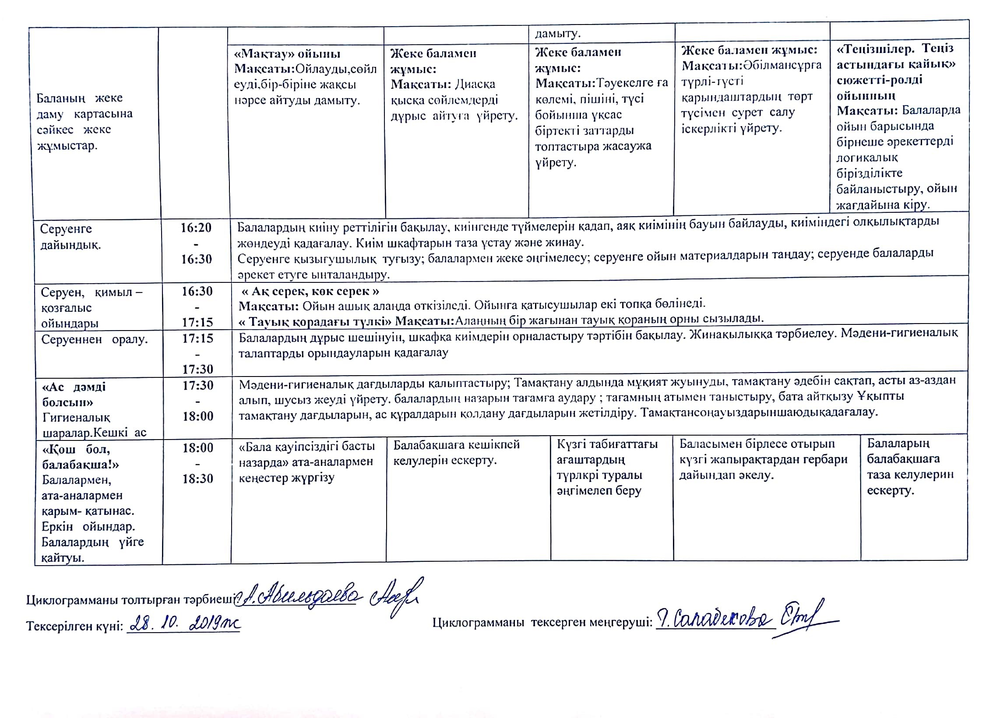 дамыту.
Баланың жеке
даму картасына
сәйкес жеке
жұмыстар.
«Мақтау» ойыны
Мақсаты:Ойлауды,сөйл
еуді,бір-біріне жақсы
нәрсе айтуды дамыту.
Жеке баламен
жұмыс:
Мақсаты: Диасқа
қысқа сөйлемдерді
дұрыс айтуға үйрету.
Жеке баламен
жұмыс:
Мақсаты:Тәуекелге ға
көлемі, пішіні, түсі
бойынша ұқсас
біртекті заттарды
топтастыра жасаужа
үйрету.
Жеке баламен жұмыс:
Мақсаты:Әбілмансұрға
түрлі-түсті
қарындаштардың төрт
түсімен сурет салу
іскерлікті үйрету.
«Теңізшілер. Теңіз
астындағы қайық»
сюжетті-ролді
ойынның
Мақсаты: Балаларда
ойын барысында
бірнеше әрекеттерді
логикалық
бірізділікте
байланыстыру, ойын
жағдайына кіру.
Серуенге
дайындық.
16:20
-
16:30
Балалардың киіну реттілігін бақылау, киінгенде түймелерін қадап, аяқ киімінің бауын байлауды, киіміндегі олқылықтарды
жөндеуді қадағалау. Киім шкафтарын таза ұстау және жинау.
Серуенге қызығушылық туғызу; балалармен жеке әңгімелесу; серуенге ойын материалдарын таңдау; серуенде балаларды
әрекет етуге ынталандыру.
Серуен, қимыл –
қозғалыс
ойындары
16:30
-
17:15
« Ақ серек, көк серек »
Мақсаты: Ойын ашық алаңда өткізіледі. Ойынға қатысушылар екі топқа бөлінеді.
« Тауық қорадағы түлкі» Мақсаты:Алаңның бір жағынан тауық қораның орны сызылады.
Серуеннен оралу.
17:15
-
17:30
Балалардың дұрыс шешінуін, шкафқа киімдерін орналастыру тәртібін бақылау. Жинақылыққа тәрбиелеу. Мәдени-гигиеналық
талаптарды орындауларын қадағалау
«Ас дәмді
болсын»
Гигиеналық
шаралар.Кешкі ас
17:30
-
18:00
Мәдени-гигиеналық дағдыларды қалыптастыру; Тамақтану алдында мұқият жуынуды, тамақтану әдебін сақтап, асты аз-аздан
алып, шусыз жеуді үйрету. балалардың назарын тағамға аудару ; тағамның атымен таныстыру, бата айтқызу Ұқыпты
тамақтану дағдыларын, ас құралдарын қолдану дағдыларын жетілдіру. Тамақтансоңауыздарыншаюдықадағалау.
«Қош бол,
балабақша!»
Балалармен,
ата-аналармен
қарым- қатынас.
Еркін ойындар.
Балалардың үйге
қайтуы.
18:00
-
18:30
«Бала қауіпсіздігі басты
назарда» ата-аналармен
кеңестер жүргізу
Балабақшаға кешікпей
келулерін ескерту.
Күзгі табиғаттағы
ағаштардың
түрлкрі туралы
әңгімелеп беру
Баласымен бірлесе отырып
күзгі жапырақтардан гербари
дайындап әкелу.
Балаларың
балабақшаға
таза келулерин
ескерту.
Циклограмманы толтырған тәрбиеші: А.Абильдаева
Тексерілген күні: 28. 10. 2019ж
Циклограмманы тексерген меңгеруші: